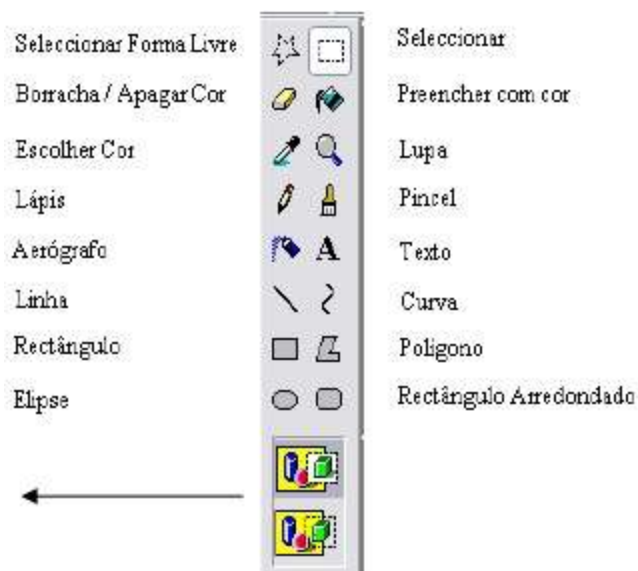 Seleccionar Forma Livre
Seleccionar
Borracha / Apagar Cor
Preencher com cor
Escolher Cor
Lupa
Lápis
Pincel
Aerógrafo
A
Texto
Linha
Curva
Rectângulo
Poligono
Elipse
Rectângulo Arredondado